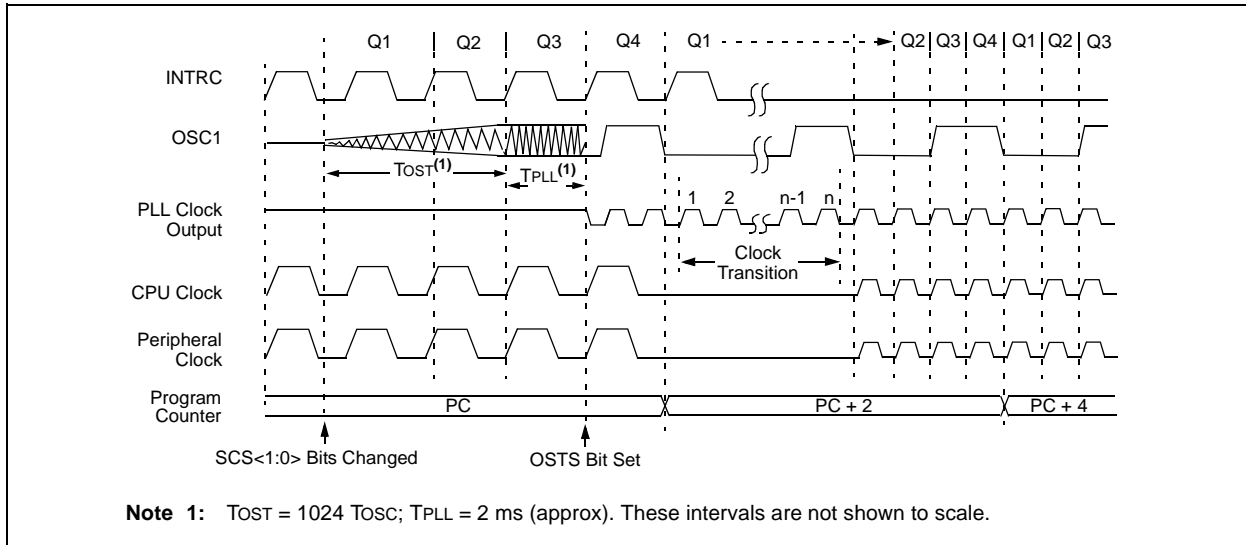 Q1 Q2 Q3 Q4 Q1 Q2 Q3 Q4 Q1 Q2 Q3
INTRC
OSC1
TOST(1) TPLL(1)
1 2 n-1 n
PLL Clock
Output
Clock
Transition
CPU Clock
Peripheral
Clock
Program
Counter
PC PC + 2 PC + 4
SCS<1:0> Bits Changed OSTS Bit Set
Note 1: TOST = 1024 TOSC; TPLL = 2 ms (approx). These intervals are not shown to scale.